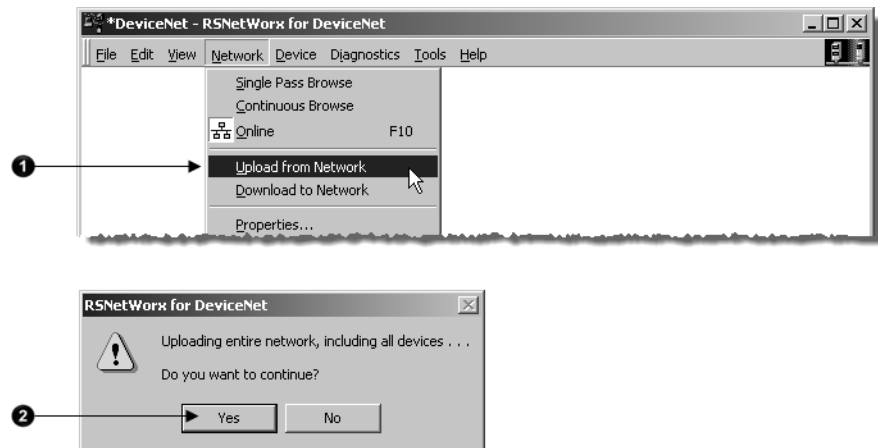 *DeviceNet - RSNetWorx for DeviceNet
File Edit View Network Device Diagnostics Tools Help
Single Pass Browse
Continuous Browse
Online F10
1
Upload from Network
Download to Network
Properties...
RSNetWorx for DeviceNet
Uploading entire network, including all devices . . .
Do you want to continue?
2
Yes No